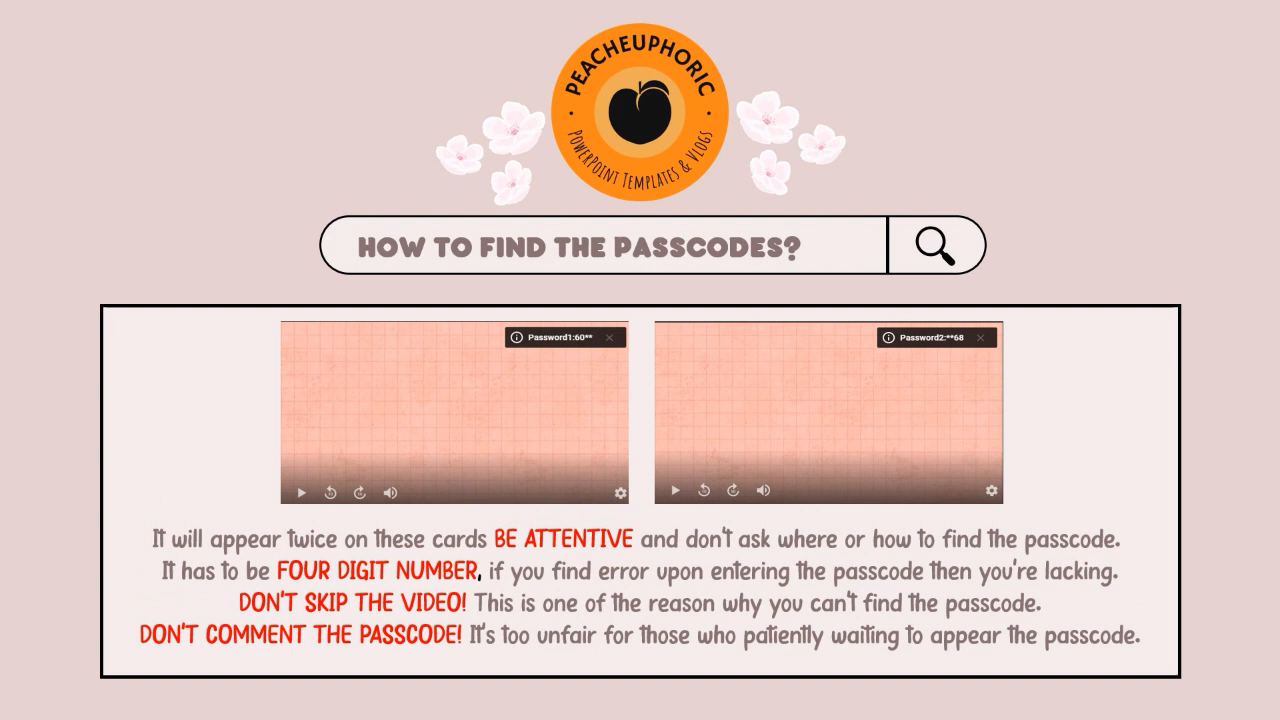 PEACHEUPHORIC
POWERPOINT TEMPLATES & VLOGS
HOW TO FIND THE PASSCODES?
Password1:60**
Password2:**68
It will appear twice on these cards BE ATTENTIVE and don't ask where or how to find the passcode.
It has to be FOUR DIGIT NUMBER, if you find error upon entering the passcode then you're lacking.
DON'T SKIP THE VIDEO! This is one of the reason why you can't find the passcode.
DON'T COMMENT THE PASSCODE! It's too unfair for those who patiently waiting to appear the passcode.